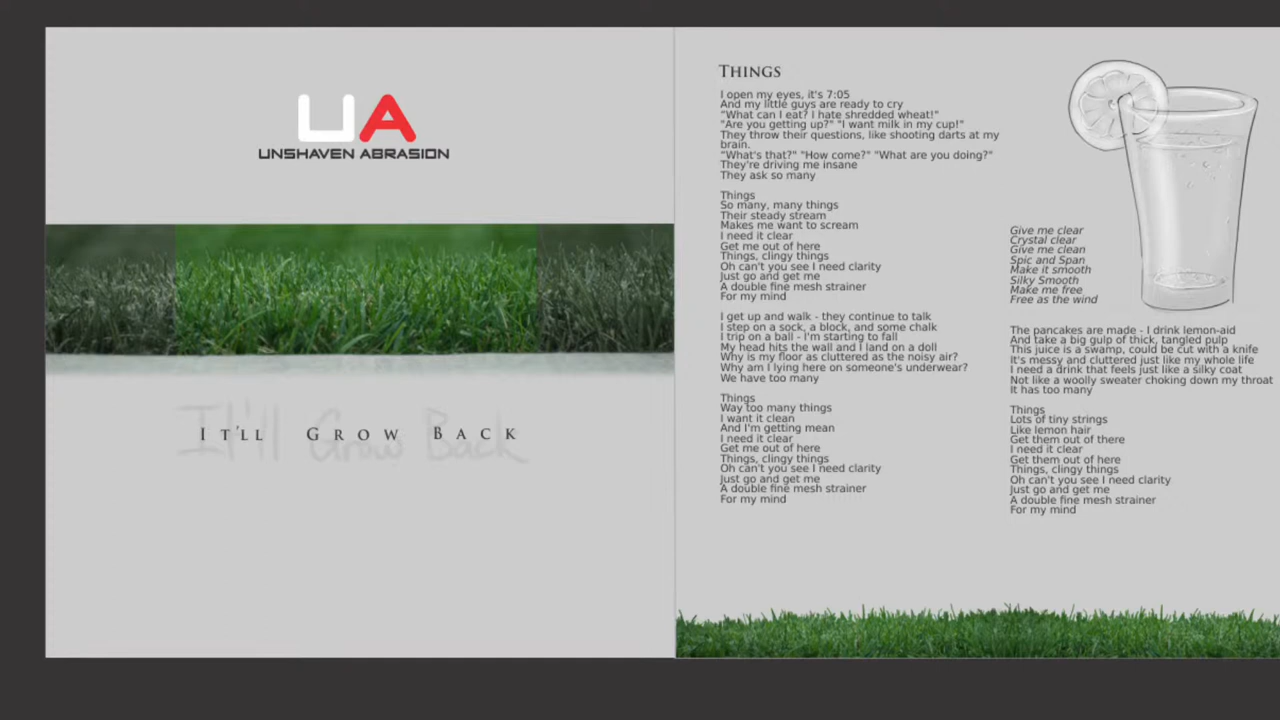 UA
UNSHAVEN ABRASION
It'll Grow Back
It'll Grow Back
Things
I open my eyes, it's 7:05
And my little guys are ready to cry
"What can I eat? I hate shredded wheat!"
"Are you getting up?" "I want milk in my cup!"
They throw their questions, like shooting darts at my
brain.
"What's that?" "How come?" "What are you doing?"
They're driving me insane
They ask so many
Things
So many, many things
Their steady stream
Makes me want to scream
I need it clear
Get me out of here
Things, clingy things
Oh can't you see I need clarity
Just go and get me
A double fine mesh strainer
For my mind
I get up and walk - they continue to talk
I step on a sock, a block, and some chalk
I trip on a ball - I'm starting to fall
My head hits the wall and I land on a doll
Why is my floor as cluttered as the noisy air?
Why am I lying here on someone's underwear?
We have too many
Things
Way too many things
I want it clean
And I'm getting mean
I need it clear
Get me out of here
Things, clingy things
Oh can't you see I need clarity
Just go and get me
A double fine mesh strainer
For my mind
Give me clear
Crystal clear
Give me clean
Spic and Span
Make it smooth
Silky Smooth
Make me free
Free as the wind
The pancakes are made - I drink lemon-aid
And take a big gulp of thick, tangled pulp
This juice is a swamp, could be cut with a knife
It's messy and cluttered just like my whole life
I need a drink that feels just like a silky coat
Not like a woolly sweater choking down my throat
It has too many
Things
Lots of tiny strings
Like lemon hair
Get them out of there
I need it clear
Get them out of here
Things, clingy things
Oh can't you see I need clarity
Just go and get me
A double fine mesh strainer
For my mind